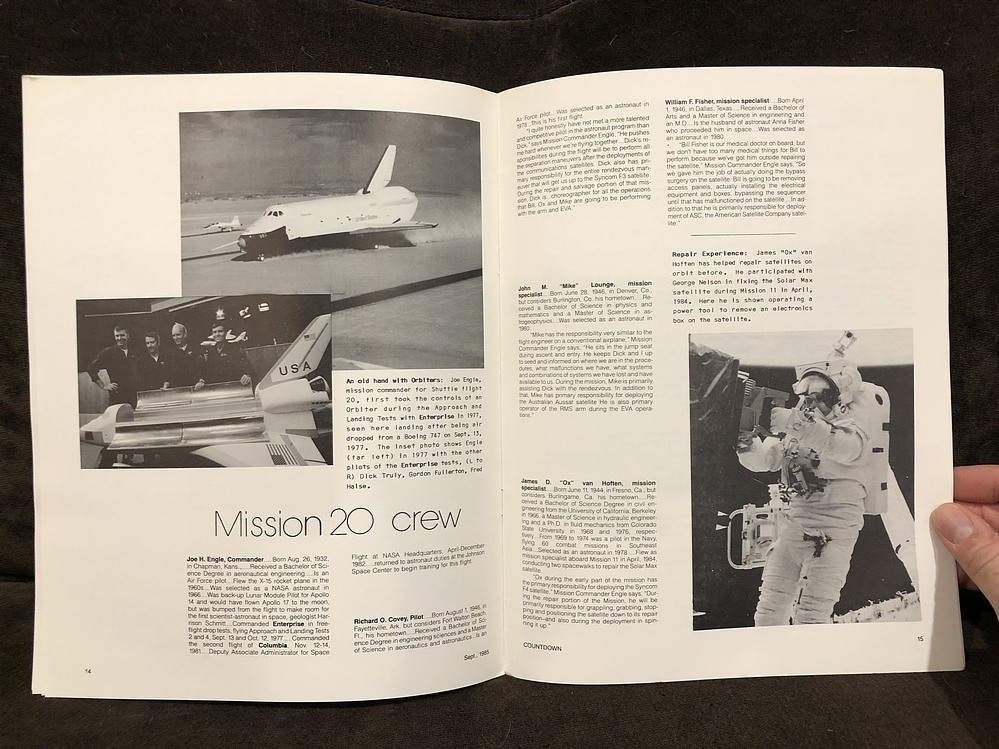 USA
An old hand with Orbiters: Joe Engle,
mission commander for Shuttle flight
20, first took the controls of an
Orbiter during the Approach and
Landing Tests with Enterprise in 1977,
seen here landing after being air
dropped from a Boeing 747 on Sept. 13,
1977. The inset photo shows Engle
(far left) in 1977 with the other
pilots of the Enterprise tests, (L to
R) Dick Truly, Gordon Fullerton, Fred
Haise.
Mission 20 crew
Joe H. Engle, Commander....Born Aug. 26, 1932,
in Chapman, Kans....Received a Bachelor of Sci-
ence Degree in aeronautical engineering....Is an
Air Force pilot....Flew the X-15 rocket plane in the
1960s...Was selected as a NASA astronaut in
1966....Was back-up Lunar Module Pilot for Apollo
14 and would have flown Apollo 17 to the moon,
but was bumped from the flight to make room for
the first scientist-astronaut in space, geologist Har-
rison Schmitt....Commanded Enterprise in free-
flight drop tests, flying Approach and Landing Tests
2 and 4, Sept. 13 and Oct. 12, 1977....Commanded
the second flight of Columbia, Nov. 12-14,
1981....Deputy Associate Administrator for Space
Flight at NASA Headquarters, April-December
1982....returned to astronaut duties at the Johnson
Space Center to begin training for this flight.
Richard O. Covey, Pilot....Born August 1, 1946, in
Fayetteville, Ark., but considers Fort Walton Beach,
Fl., his hometown....Received a Bachelor of Sci-
ence Degree in engineering sciences and a Master
of Science in aeronautics and astronautics...Is an
14
Sept., 1985
Air Force pilot....Was selected as an astronaut in
1978...This is his first flight.
"I quite honestly have not met a more talented
and competitive pilot in the astronaut program than
Dick," says Mission Commander Engle. "He pushes
me hard whenever we're flying together....Dick's re-
sponsibilities during the flight will be to perform all
the separation maneuvers after the deployments of
the communications satellites. Dick also has pri-
mary responsibility for the entire rendezvous man-
euver that will get us up to the Syncom F3 satellite.
During the repair and salvage portion of that mis-
sion, Dick is...choreographer for all the operations
that Bill, Ox and Mike are going to be performing
with the arm and EVA."
John M. "Mike" Lounge, mission
specialist....Born June 28, 1946, in Denver, Co.,
but considers Burlington, Co. his hometown....Re-
ceived a Bachelor of Science in physics and
mathematics and a Master of Science in as-
trogeophysics....Was selected as an astronaut in
1980.
"Mike has the responsibility very similar to the
flight engineer on a conventional airplane," Mission
Commander Engle says, "He sits in the jump seat
during ascent and entry. He keeps Dick and I up
to seed and informed on where we are in the proce-
dures, what malfunctions we have, what systems
and combinations of systems we have lost and have
available to us. During the mission, Mike is primarily
assisting Dick with the rendezvous. In addition to
that, Mike has primary responsibility for deploying
the Australian Aussat satellite. He is also primary
operator of the RMS arm during the EVA opera-
tions."
James D. "Ox" van Hoften, mission
specialist....Born June 11, 1944, in Fresno, Ca., but
considers Burlingame, Ca. his hometown....Re-
ceived a Bachelor of Science Degree in civil en-
gineering from the University of California, Berkeley
in 1966, a Master of Science in hydraulic engineer-
ing and a Ph.D. in fluid mechanics from Colorado
State University in 1968 and 1976, respec-
tively....From 1969 to 1974 was a pilot in the Navy,
flying 60 combat missions in Southeast
Asia....Selected as an astronaut in 1978....Flew as
mission specialist aboard Mission 11 in April, 1984,
conducting two spacewalks to repair the Solar Max
satellite.
"Ox during the early part of the mission has
the primary responsibility for deploying the Syncom
F4 satellite," Mission Commander Engle says. "Dur-
ing the repair portion of the Mission, he will be
primarily responsible for grappling, grabbing, stop-
ping and positioning the satellite down to its repair
position–and also during the deployment in spin-
ning it up."
COUNTDOWN
William F. Fisher, mission specialist....Born April
1, 1946, in Dallas, Texas....Received a Bachelor of
Arts and a Master of Science in engineering and
an M.D....Is the husband of astronaut Anna Fisher
who proceeded him in space....Was selected as
an astronaut in 1980.
"Bill Fisher is our medical doctor on board, but
we don't have too many medical things for Bill to
perform because we've got him outside repairing
the satellite," Mission Commander Engle says, "So
we gave him the job of actually doing the bypass
surgery on the satellite. Bill is going to be removing
access panels, actually installing the electrical
equipment and boxes, bypassing the sequencer
until that has malfunctioned on the satellite....In ad-
dition to that he is primarily responsible for deploy-
ment of ASC, the American Satellite Company satel-
lite."
Repair Experience: James "Ox" van
Hoften has helped repair satellites on
orbit before. He participated with
George Nelson in fixing the Solar Max
satellite during Mission 11 in April,
1984. Here he is shown operating a
power tool to remove an electronics
box on the satellite.
15